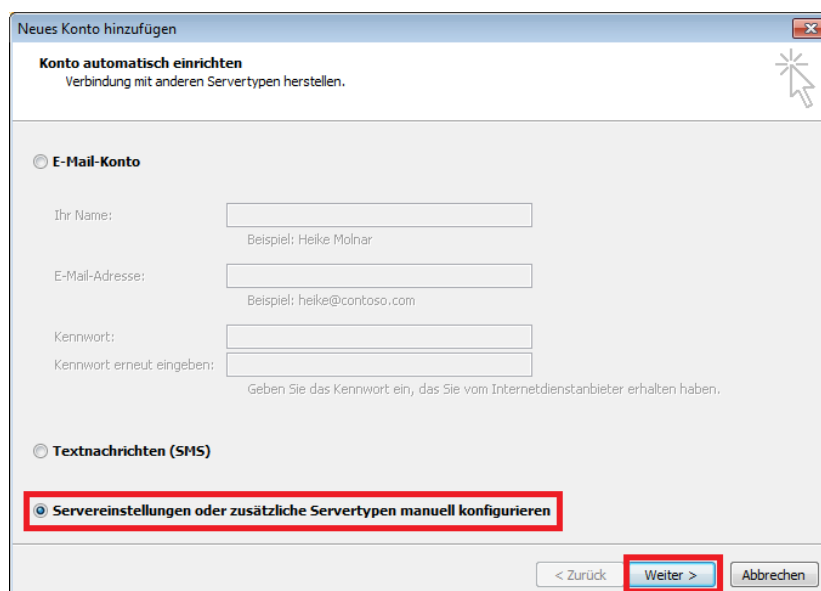 Neues Konto hinzufügen
Konto automatisch einrichten
Verbindung mit anderen Servertypen herstellen.
E-Mail-Konto
Ihr Name:
Beispiel: Heike Molnar
E-Mail-Adresse:
Beispiel: heike@contoso.com
Kennwort:
Kennwort erneut eingeben:
Geben Sie das Kennwort ein, das Sie vom Internetdienstanbieter erhalten haben.
Textnachrichten (SMS)
Servereinstellungen oder zusätzliche Servertypen manuell konfigurieren
< Zurück Weiter > Abbrechen